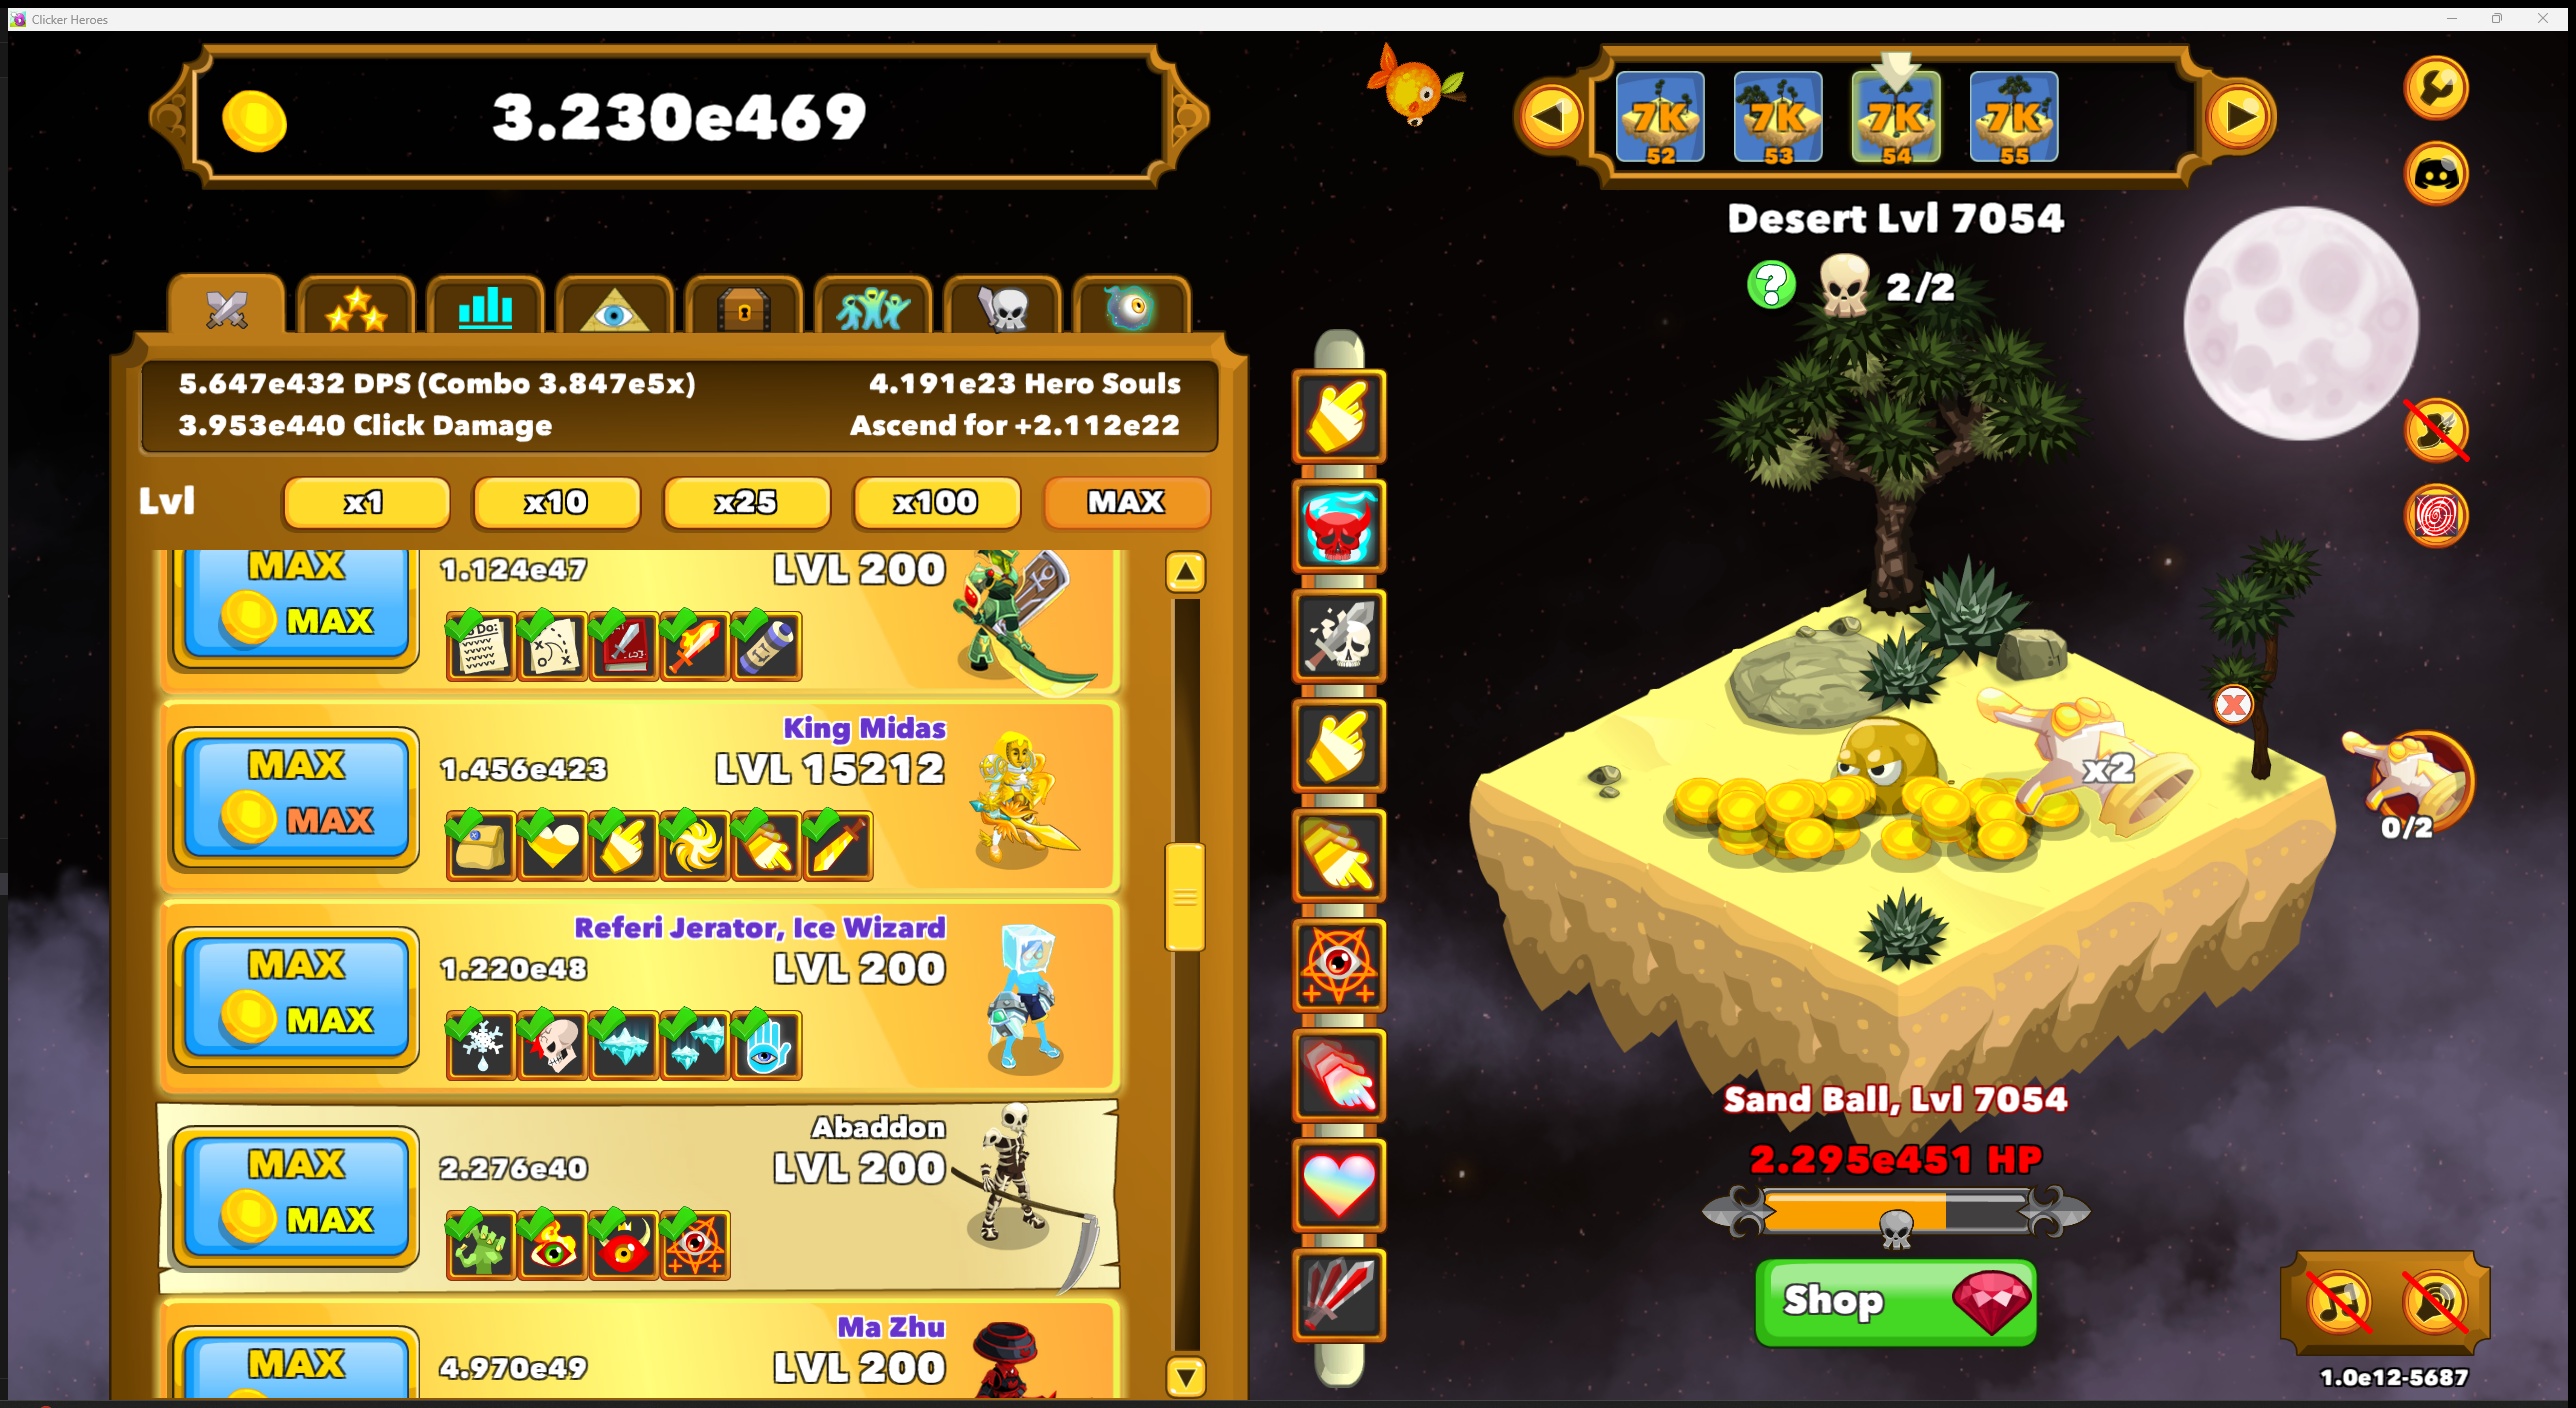 Clicker Heroes
3.230e469
7K 7K 7K 7K
52 53 54 55
Desert Lvl 7054
2/2
5.647e432 DPS (Combo 3.847e5x)
4.191e23 Hero Souls
3.953e440 Click Damage
Ascend for +2.112e22
Lvl x1 x10 x25 x100 MAX
MAX
MAX
1.124e47
LVL 200
Do:
King Midas
MAX
MAX
1.456e423
LVL 15212
Referi Jerator, Ice Wizard
MAX
MAX
1.220e48
LVL 200
Abaddon
MAX
MAX
2.276e40
LVL 200
Ma Zhu
MAX
4.970e49
LVL 200
x2
0/2
Sand Ball, Lvl 7054
2.295e451 HP
Shop
1.0e12-5687